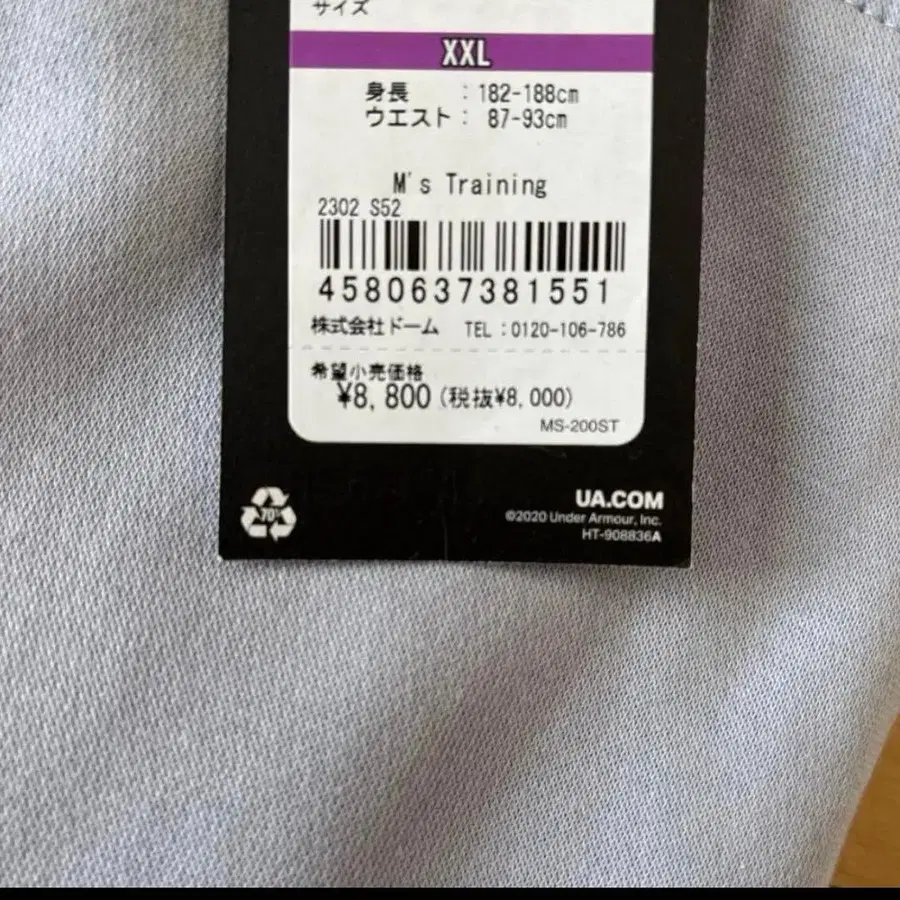 サイズ
XXL
身長 : 182-188cm
ウエスト : 87-93cm
M's Training
2302 S52
4580637381551
株式会社ドーム TEL:0120-106-786
希望小売価格
¥8,800(税抜¥8,000)
MS-200ST
UA.COM
©2020 Under Armour, Inc.
HT-908836A
70%